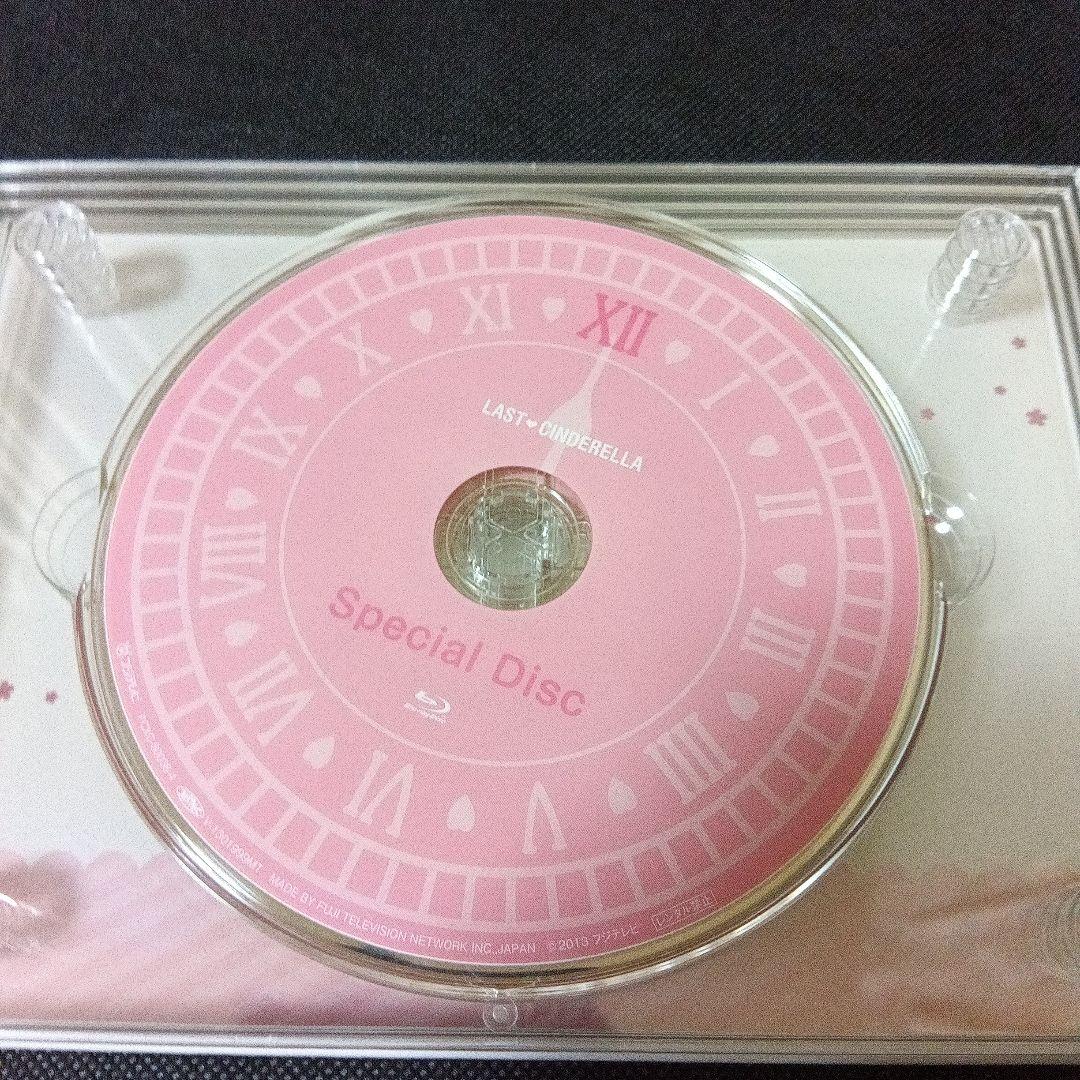 XII
I
II
III
IIII
V
VI
VII
VIII
IX
X
XI
LAST♥CINDERELLA
Special Disc
MADE BY FUJI TELEVISION NETWORK INC.,JAPAN ©2013 フジテレビ
レンタル禁止